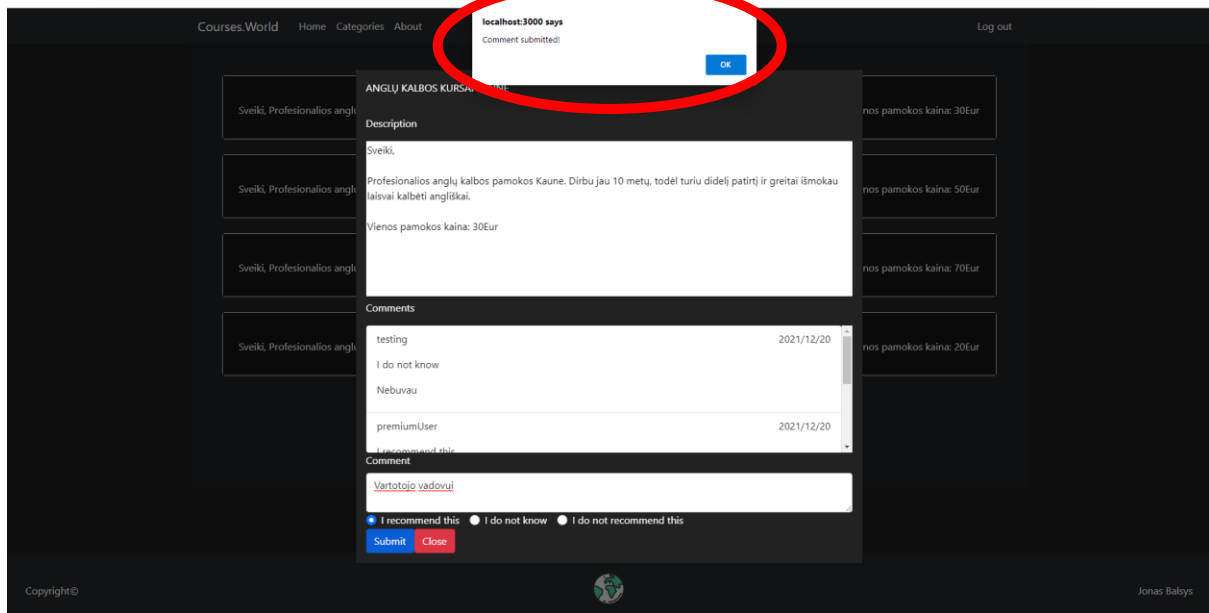 localhost:3000 says
Comment submitted!
OK
Courses.World Home Categories About Log out
ANGLŲ KALBOS KURSAI
Description
Sveiki,
Profesionalios anglų kalbos pamokos Kaune. Dirbu jau 10 metų, todėl turiu didelį patirtį ir greitai išmokau
laisvai kalbėti angliškai.
Vienos pamokos kaina: 30Eur
Sveiki, Profesionalios anglų
nos pamokos kaina: 30Eur
Sveiki, Profesionalios anglų
nos pamokos kaina: 50Eur
Sveiki, Profesionalios anglų
nos pamokos kaina: 70Eur
Sveiki, Profesionalios anglų
nos pamokos kaina: 20Eur
Comments
testing 2021/12/20
I do not know
Nebuvau
premiumUser 2021/12/20
I recommend this
Comment
Vartotojo vadovui
I recommend this I do not know I do not recommend this
Submit Close
Copyright© Jonas Balsys